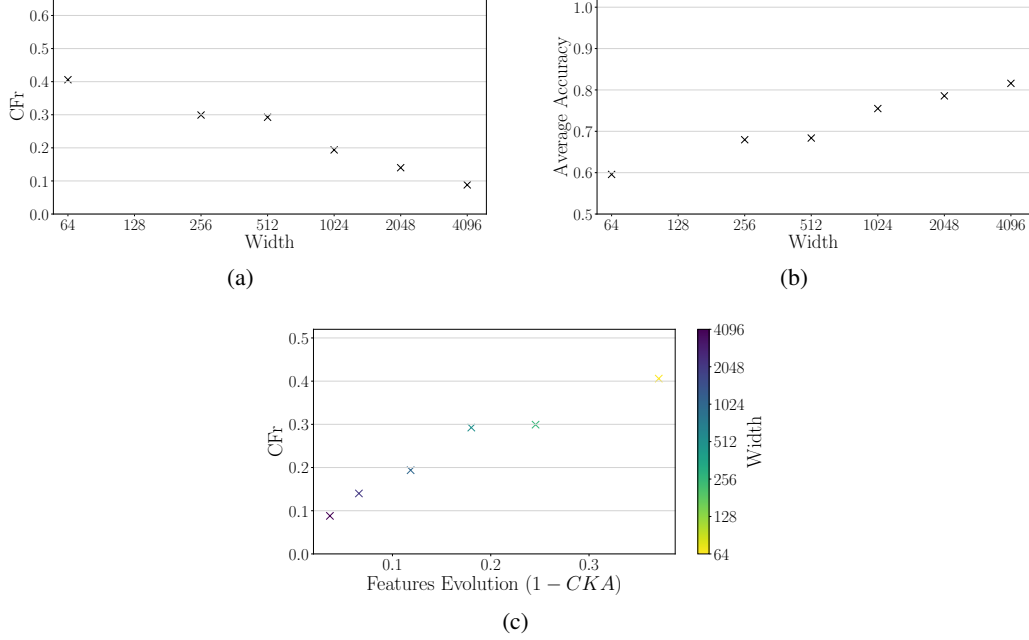 0.6
0.5
0.4
0.3
0.2
0.1
0.0
CFr
64 128 256 512 1024 2048 4096
Width
(a)
1.0
0.9
0.8
0.7
0.6
0.5
Average Accuracy
64 128 256 512 1024 2048 4096
Width
(b)
0.5
0.4
0.3
0.2
0.1
0.0
CFr
0.1 0.2 0.3
Features Evolution (1 − CKA)
4096
2048
1024
512
256
128
64
Width
(c)